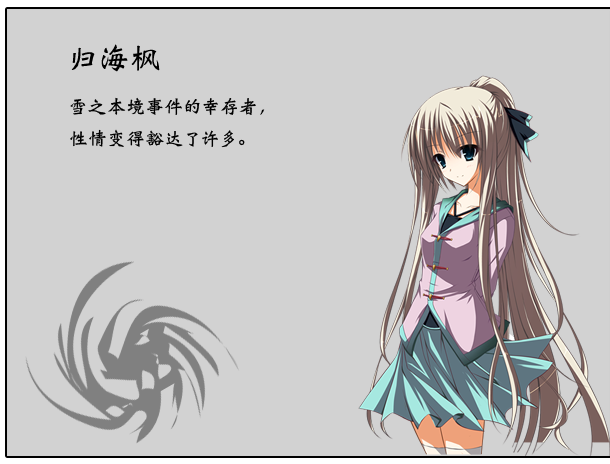 归海枫
雪之本境事件的幸存者，
性情变得豁达了许多。